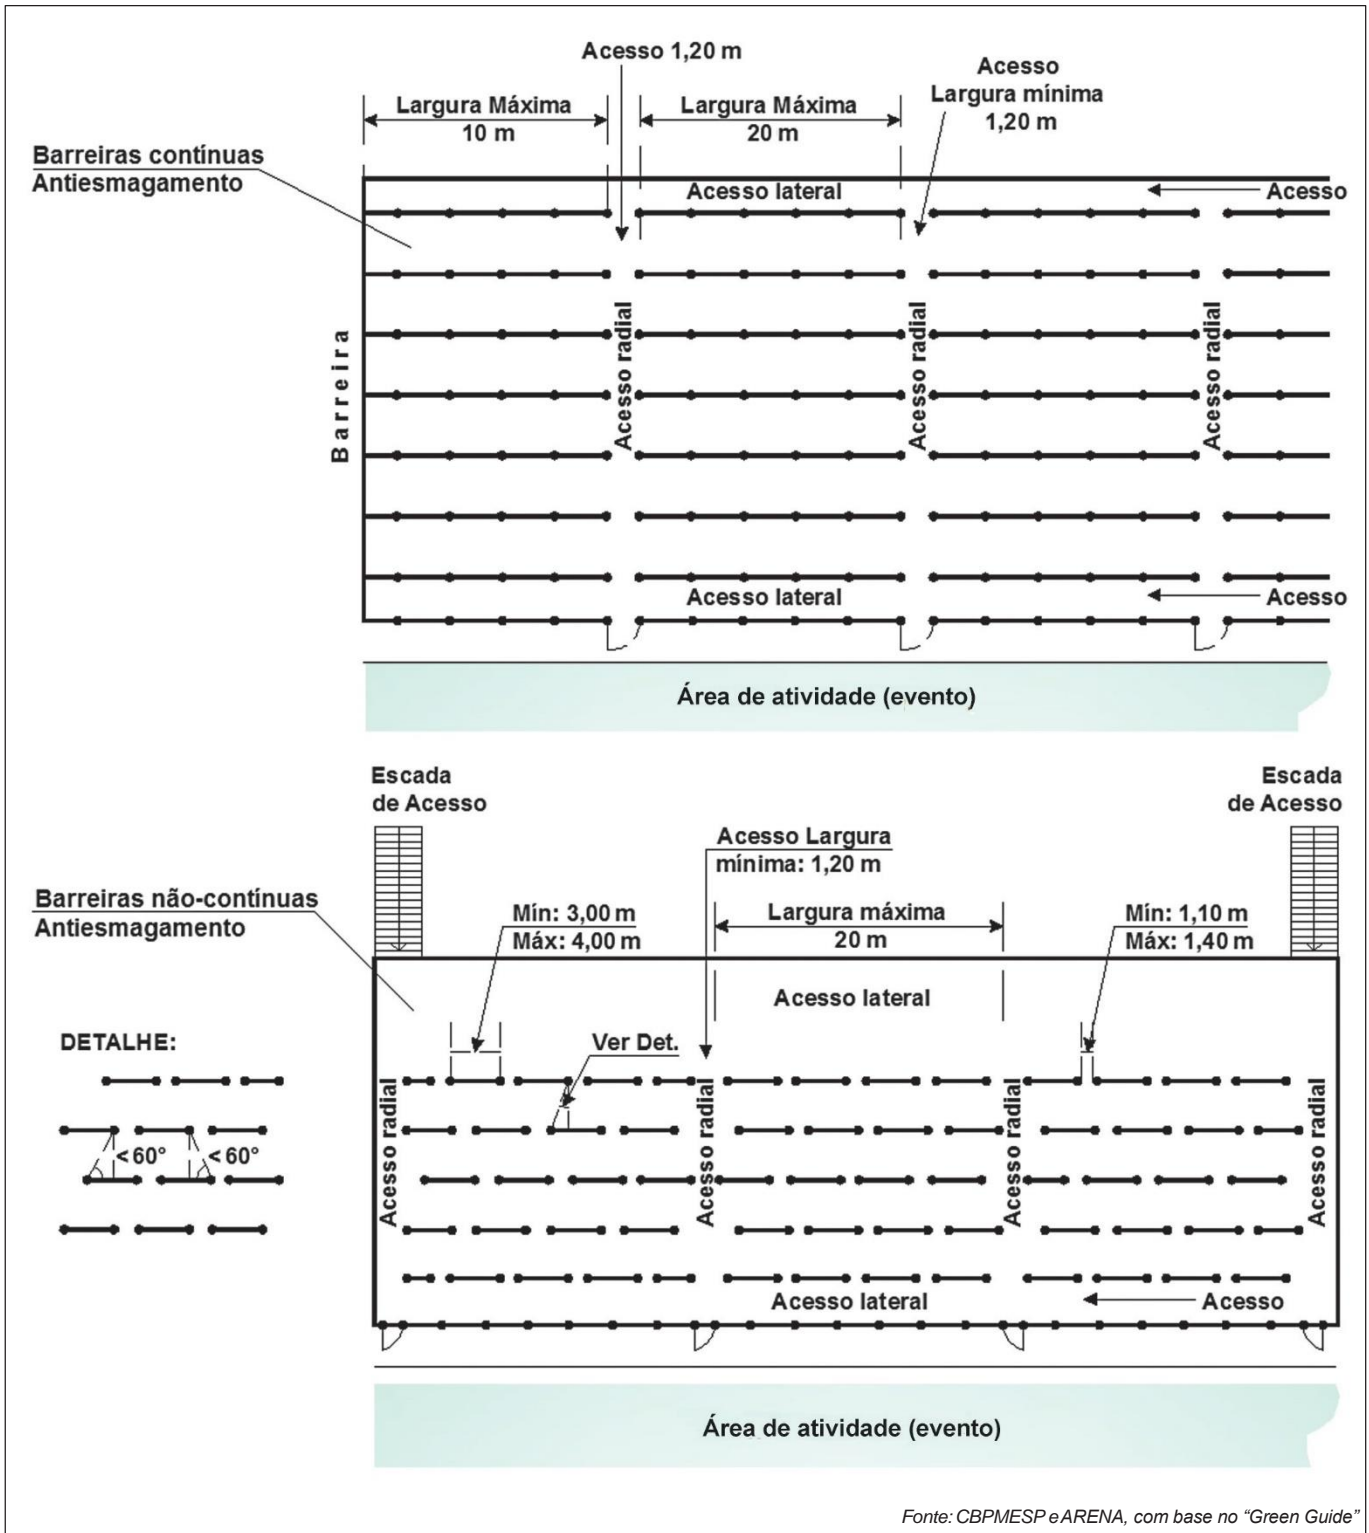 Acesso 1,20 m
Acesso
Largura mínima
1,20 m
Largura Máxima
10 m
Largura Máxima
20 m
Barreiras contínuas
Antiesmagamento
Acesso lateral
Acesso
Barreira
Acesso radial
Acesso radial
Acesso radial
Acesso lateral
Acesso
Área de atividade (evento)
Escada
de Acesso
Escada
de Acesso
Acesso Largura
mínima: 1,20 m
Barreiras não-contínuas
Antiesmagamento
Mín: 3,00 m
Máx: 4,00 m
Largura máxima
20 m
Mín: 1,10 m
Máx: 1,40 m
Acesso lateral
DETALHE:
Ver Det.
< 60°
< 60°
Acesso radial
Acesso radial
Acesso radial
Acesso radial
Acesso lateral
Acesso
Área de atividade (evento)
Fonte: CBPMESP e ARENA, com base no “Green Guide”